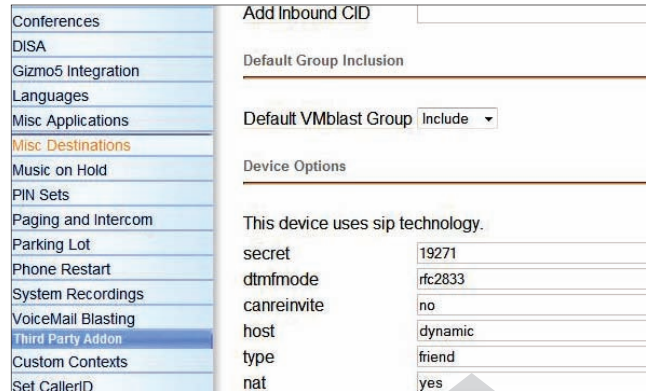 Conferences
DISA
Gizmo5 Integration
Languages
Misc Applications
Misc Destinations
Music on Hold
PIN Sets
Paging and Intercom
Parking Lot
Phone Restart
System Recordings
VoiceMail Blasting
Third Party Addon
Custom Contexts
Set CallerID
Add Inbound CID
Default Group Inclusion
Default VMblast Group Include
Device Options
This device uses sip technology.
secret 19271
dtmfmode rfc2833
canreinvite no
host dynamic
type friend
nat yes